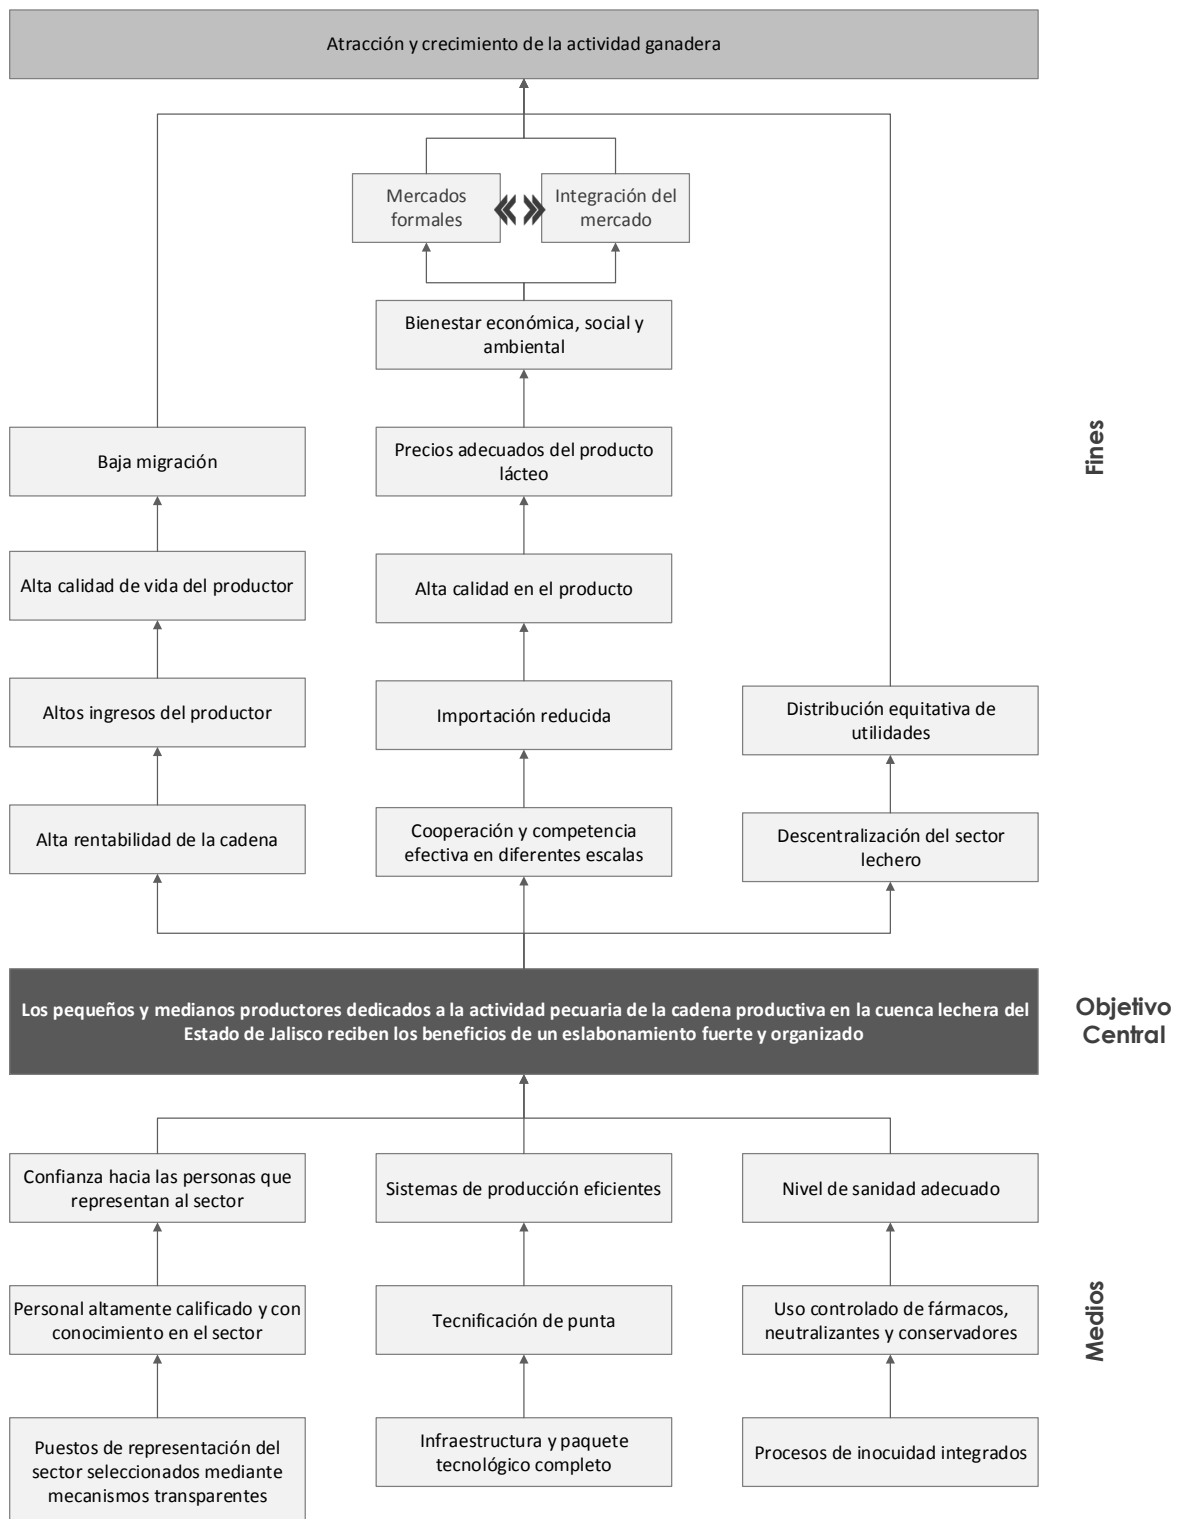 Atracción y crecimiento de la actividad ganadera
Mercados
formales
Integración del
mercado
Bienestar económica, social y
ambiental
Baja migración
Precios adecuados del producto
lácteo
Fines
Alta calidad de vida del productor
Alta calidad en el producto
Altos ingresos del productor
Importación reducida
Distribución equitativa de
utilidades
Alta rentabilidad de la cadena
Cooperación y competencia
efectiva en diferentes escalas
Descentralización del sector
lechero
Los pequeños y medianos productores dedicados a la actividad pecuaria de la cadena productiva en la cuenca lechera del
Estado de Jalisco reciben los beneficios de un eslabonamiento fuerte y organizado
Objetivo
Central
Confianza hacia las personas que
representan al sector
Sistemas de producción eficientes
Nivel de sanidad adecuado
Personal altamente calificado y con
conocimiento en el sector
Tecnificación de punta
Uso controlado de fármacos,
neutralizantes y conservadores
Medios
Puestos de representación del
sector seleccionados mediante
mecanismos transparentes
Infraestructura y paquete
tecnológico completo
Procesos de inocuidad integrados